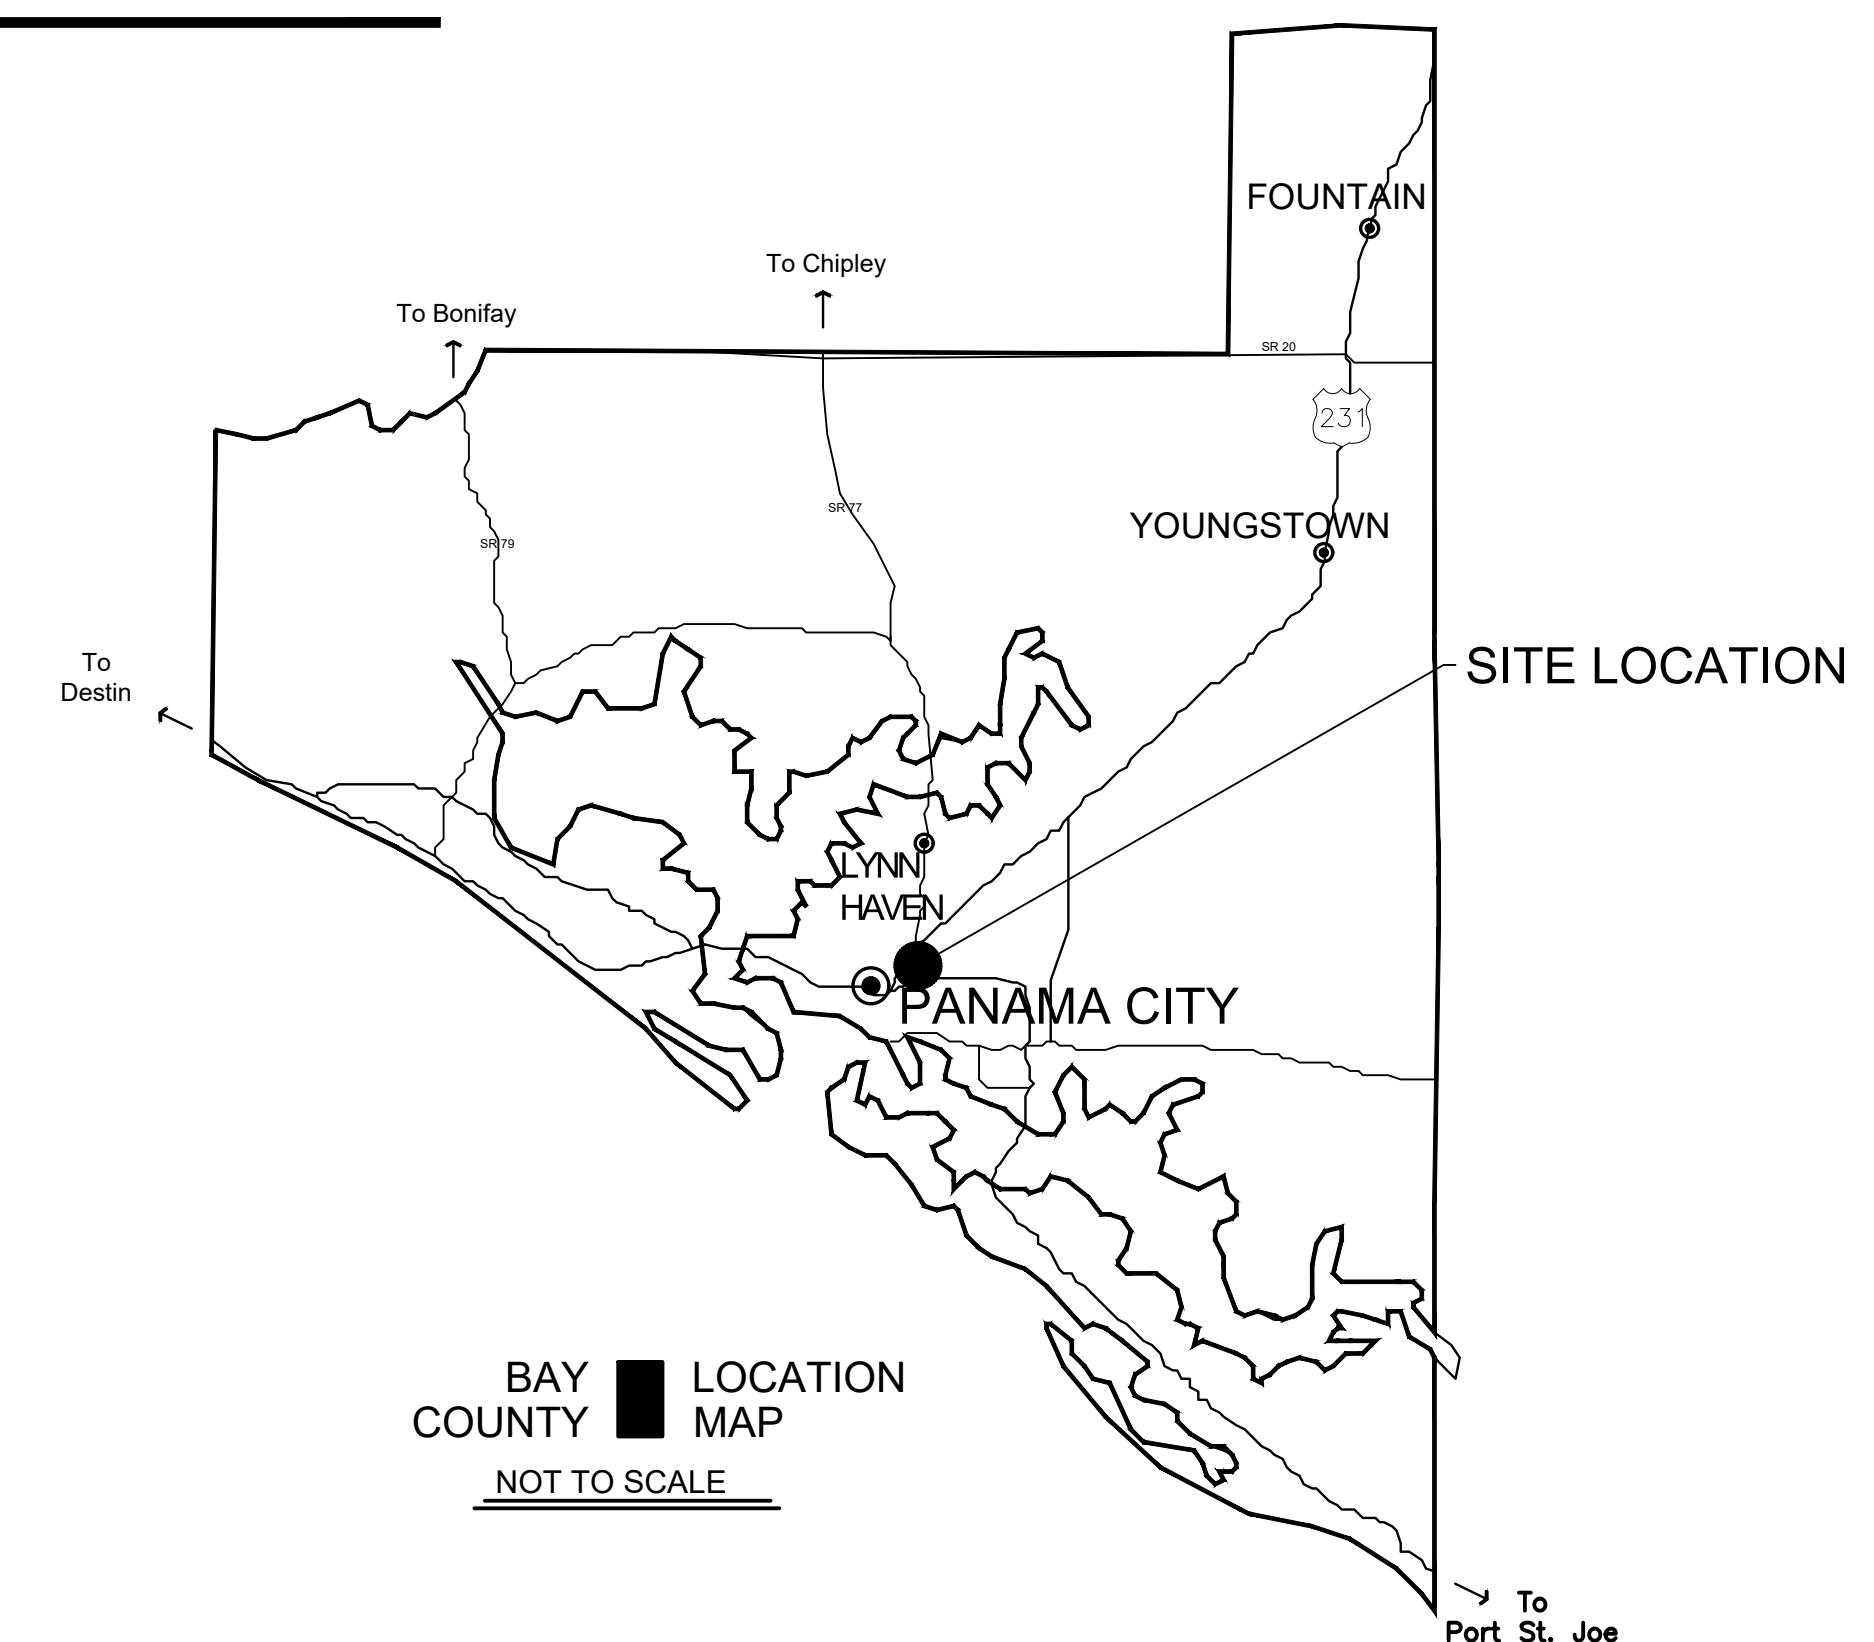 FOUNTAIN
To Chipley
To Bonifay
SR 20
231
SR 77
YOUNGSTOWN
SR 79
To
Destin
SITE LOCATION
LYNN
HAVEN
PANAMA CITY
BAY
COUNTY
LOCATION
MAP
NOT TO SCALE
To
Port St. Joe